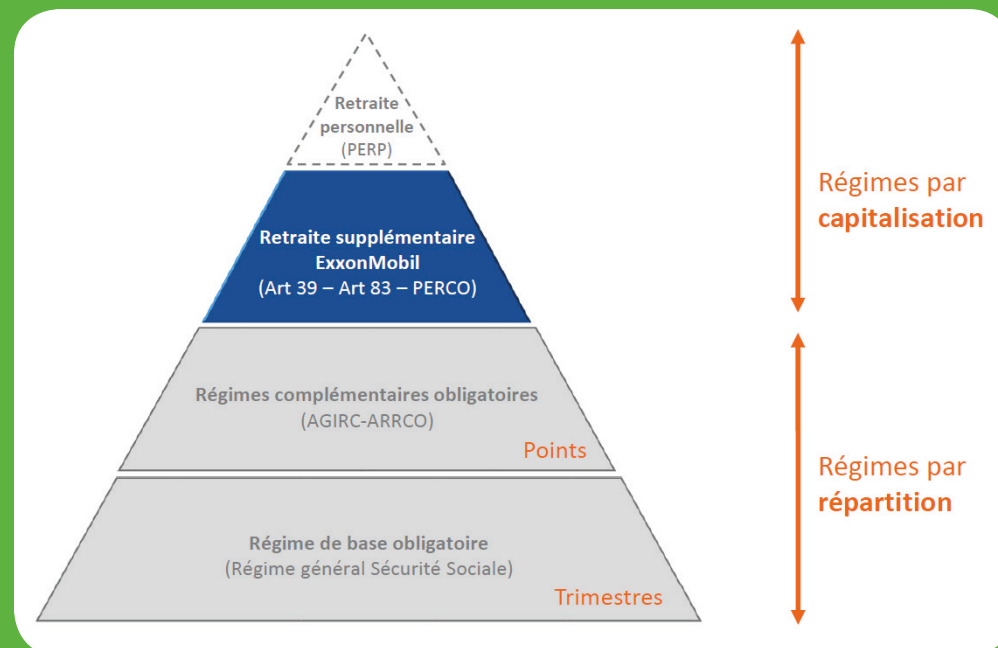 Retraite
personnelle
(PERP)
Retraite supplémentaire
ExxonMobil
(Art 39 – Art 83 – PERCO)
Régimes par
capitalisation
Régimes complémentaires obligatoires
(AGIRC-ARRCO)
Points
Régimes par
répartition
Régime de base obligatoire
(Régime général Sécurité Sociale)
Trimestres